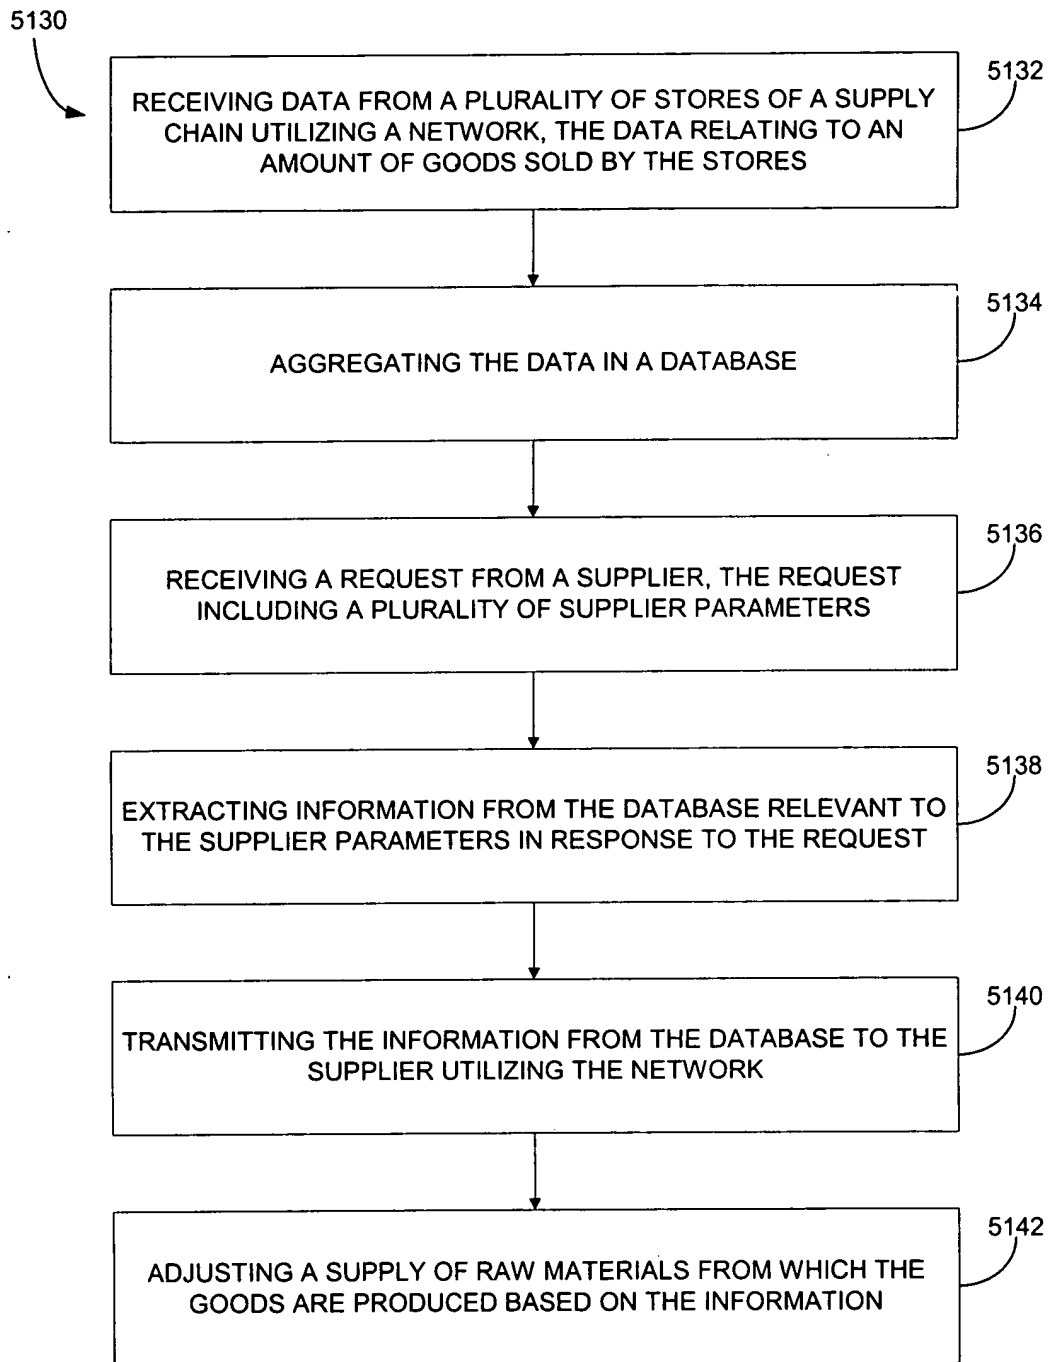 5130
5132
RECEIVING DATA FROM A PLURALITY OF STORES OF A SUPPLY
CHAIN UTILIZING A NETWORK, THE DATA RELATING TO AN
AMOUNT OF GOODS SOLD BY THE STORES
5134
AGGREGATING THE DATA IN A DATABASE
5136
RECEIVING A REQUEST FROM A SUPPLIER, THE REQUEST
INCLUDING A PLURALITY OF SUPPLIER PARAMETERS
5138
EXTRACTING INFORMATION FROM THE DATABASE RELEVANT TO
THE SUPPLIER PARAMETERS IN RESPONSE TO THE REQUEST
5140
TRANSMITTING THE INFORMATION FROM THE DATABASE TO THE
SUPPLIER UTILIZING THE NETWORK
5142
ADJUSTING A SUPPLY OF RAW MATERIALS FROM WHICH THE
GOODS ARE PRODUCED BASED ON THE INFORMATION